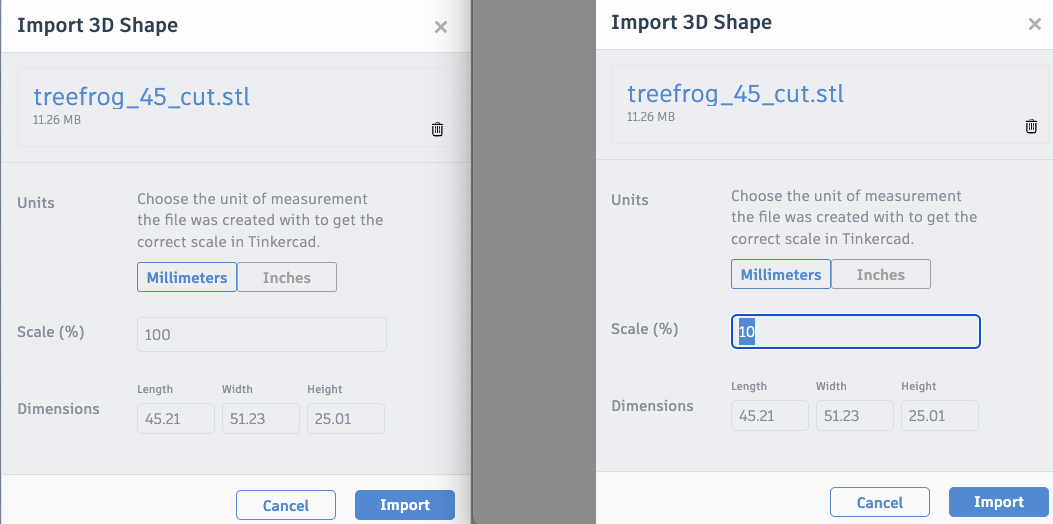 Import 3D Shape
×
treefrog_45_cut.stl
11.26 MB
Units
Choose the unit of measurement
the file was created with to get the
correct scale in Tinkercad.
Millimeters Inches
Scale (%)
100
Length Width Height
Dimensions
45.21 51.23 25.01
Cancel Import
Import 3D Shape
×
treefrog_45_cut.stl
11.26 MB
Units
Choose the unit of measurement
the file was created with to get the
correct scale in Tinkercad.
Millimeters Inches
Scale (%)
10
Length Width Height
Dimensions
45.21 51.23 25.01
Cancel Import